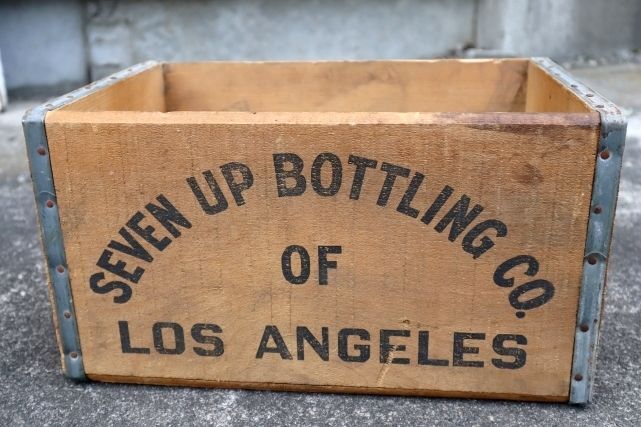 SEVEN UP BOTTLING CO.
OF
LOS ANGELES